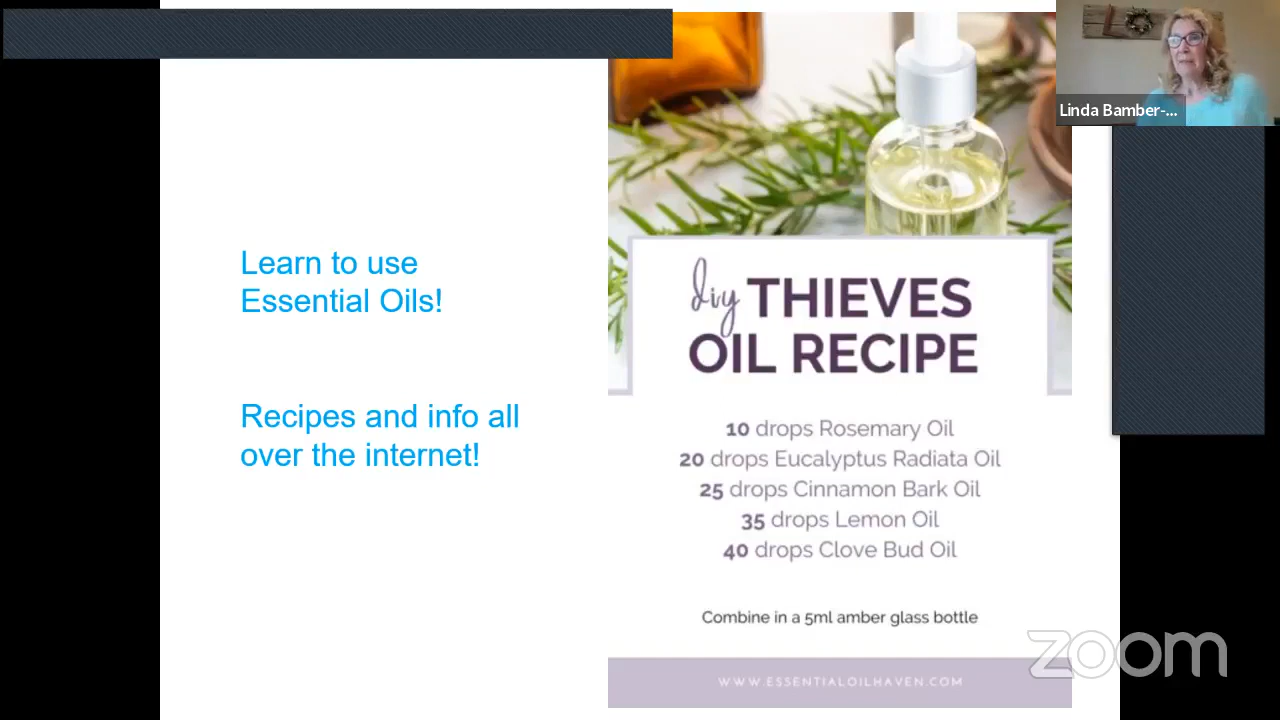 Linda Bamber-...
Learn to use
Essential Oils!
Recipes and info all
over the internet!
diy THIEVES
OIL RECIPE
10 drops Rosemary Oil
20 drops Eucalyptus Radiata Oil
25 drops Cinnamon Bark Oil
35 drops Lemon Oil
40 drops Clove Bud Oil
Combine in a 5ml amber glass bottle
WWW.ESSENTIALOILHAVEN.COM
zoom